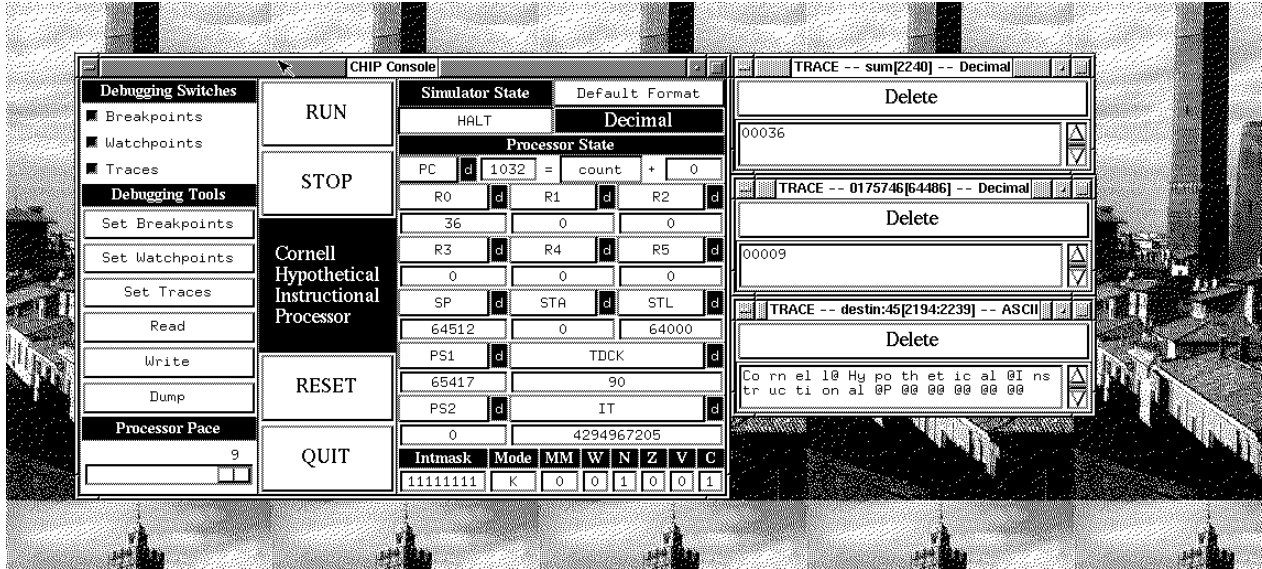 CHIP Console
Debugging Switches
Breakpoints
Watchpoints
Traces
Debugging Tools
Set Breakpoints
Set Watchpoints
Set Traces
Read
Write
Dump
Processor Pace
9
RUN
STOP
Cornell
Hypothetical
Instructional
Processor
RESET
QUIT
Simulator State Default Format
HALT Decimal
Processor State
PC d 1032 = count + 0
R0 d R1 d R2 d
36 0 0
R3 d R4 d R5 d
0 0 0
SP d STA d STL d
64512 0 64000
PS1 d TDCK d
65417 90
PS2 d IT d
0 4294967205
Intmask Mode MM W N Z V C
11111111 K 0 0 1 0 0 1
TRACE -- sum[2240] -- Decimal
Delete
00036
TRACE -- 0175746[64486] -- Decimal
Delete
00009
TRACE -- destin:45[2194:2239] -- ASCII
Delete
Co rn el l@ Hy po th et ic al @I ns
tr uc ti on al @P @@ @@ @@ @@ @@